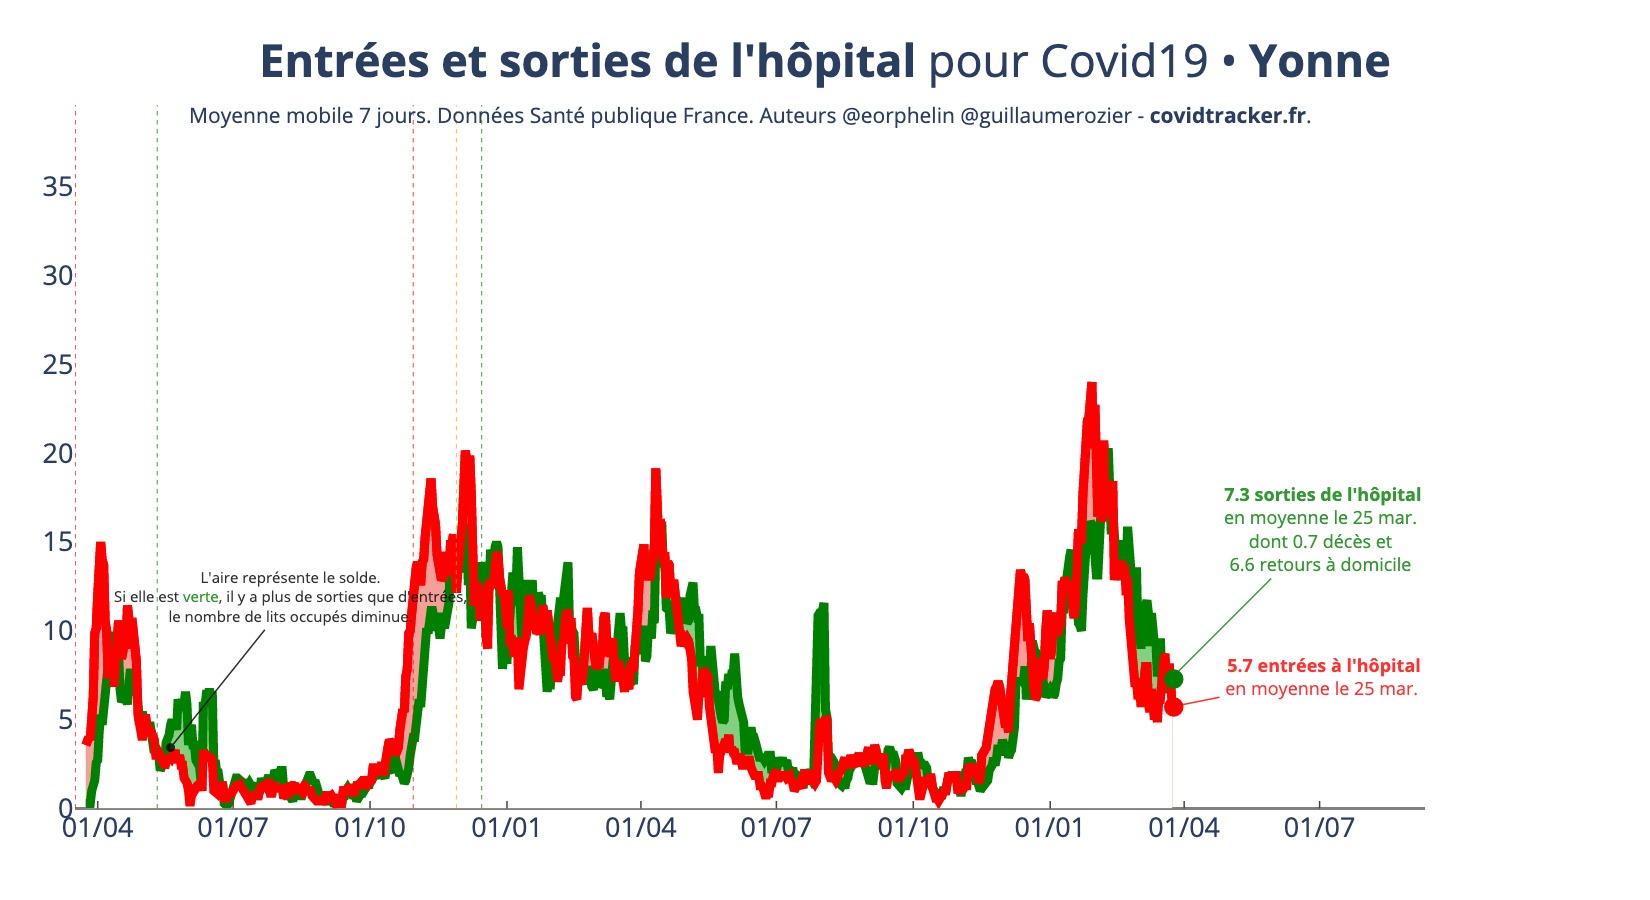 Entrées et sorties de l'hôpital pour Covid19 • Yonne
Moyenne mobile 7 jours. Données Santé publique France. Auteurs @eorphelin @guillaumerozier - covidtracker.fr.
35
30
25
20
15
10
5
0
L'aire représente le solde.
Si elle est verte, il y a plus de sorties que d'entrées,
le nombre de lits occupés diminue.
7.3 sorties de l'hôpital
en moyenne le 25 mar.
dont 0.7 décès et
6.6 retours à domicile
5.7 entrées à l'hôpital
en moyenne le 25 mar.
01/04 01/07 01/10 01/01 01/04 01/07 01/10 01/01 01/04 01/07